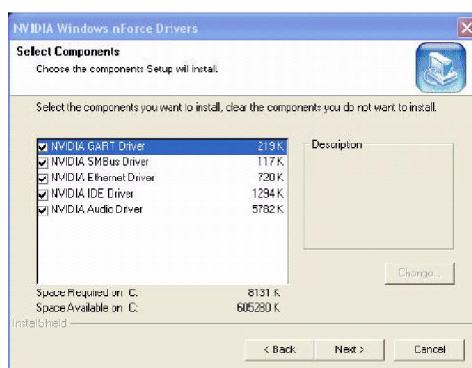 NVIDIA Windows nForce Drivers
Select Components
Choose the components Setup will install.
Select the components you want to install, clear the components you do not want to install.
NVIDIA GART Driver 219 K
NVIDIA SMBus Driver 117 K
NVIDIA Ethernet Driver 720 K
NVIDIA IDE Driver 1294 K
NVIDIA Audio Driver 5782 K
Description
Change...
Space Required on C: 8131 K
Space Available on C: 605280 K
InstallShield
< Back Next > Cancel